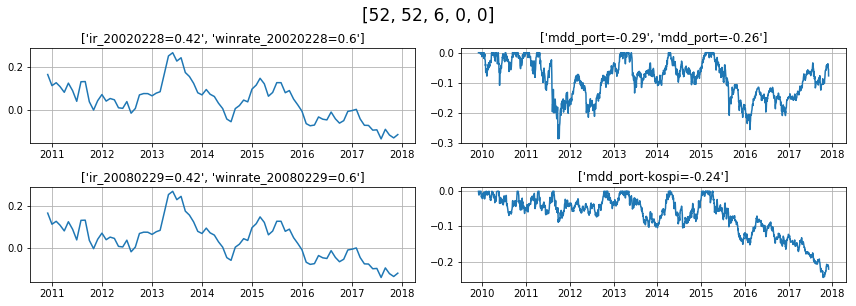 [52, 52, 6, 0, 0]
['ir_20020228=0.42', 'winrate_20020228=0.6']
0.2
0.0
2011 2012 2013 2014 2015 2016 2017 2018
['mdd_port=-0.29', 'mdd_port=-0.26']
0.0
−0.1
−0.2
−0.3
2010 2011 2012 2013 2014 2015 2016 2017 2018
['ir_20080229=0.42', 'winrate_20080229=0.6']
0.2
0.0
2011 2012 2013 2014 2015 2016 2017 2018
['mdd_port-kospi=-0.24']
0.0
−0.1
−0.2
2010 2011 2012 2013 2014 2015 2016 2017 2018